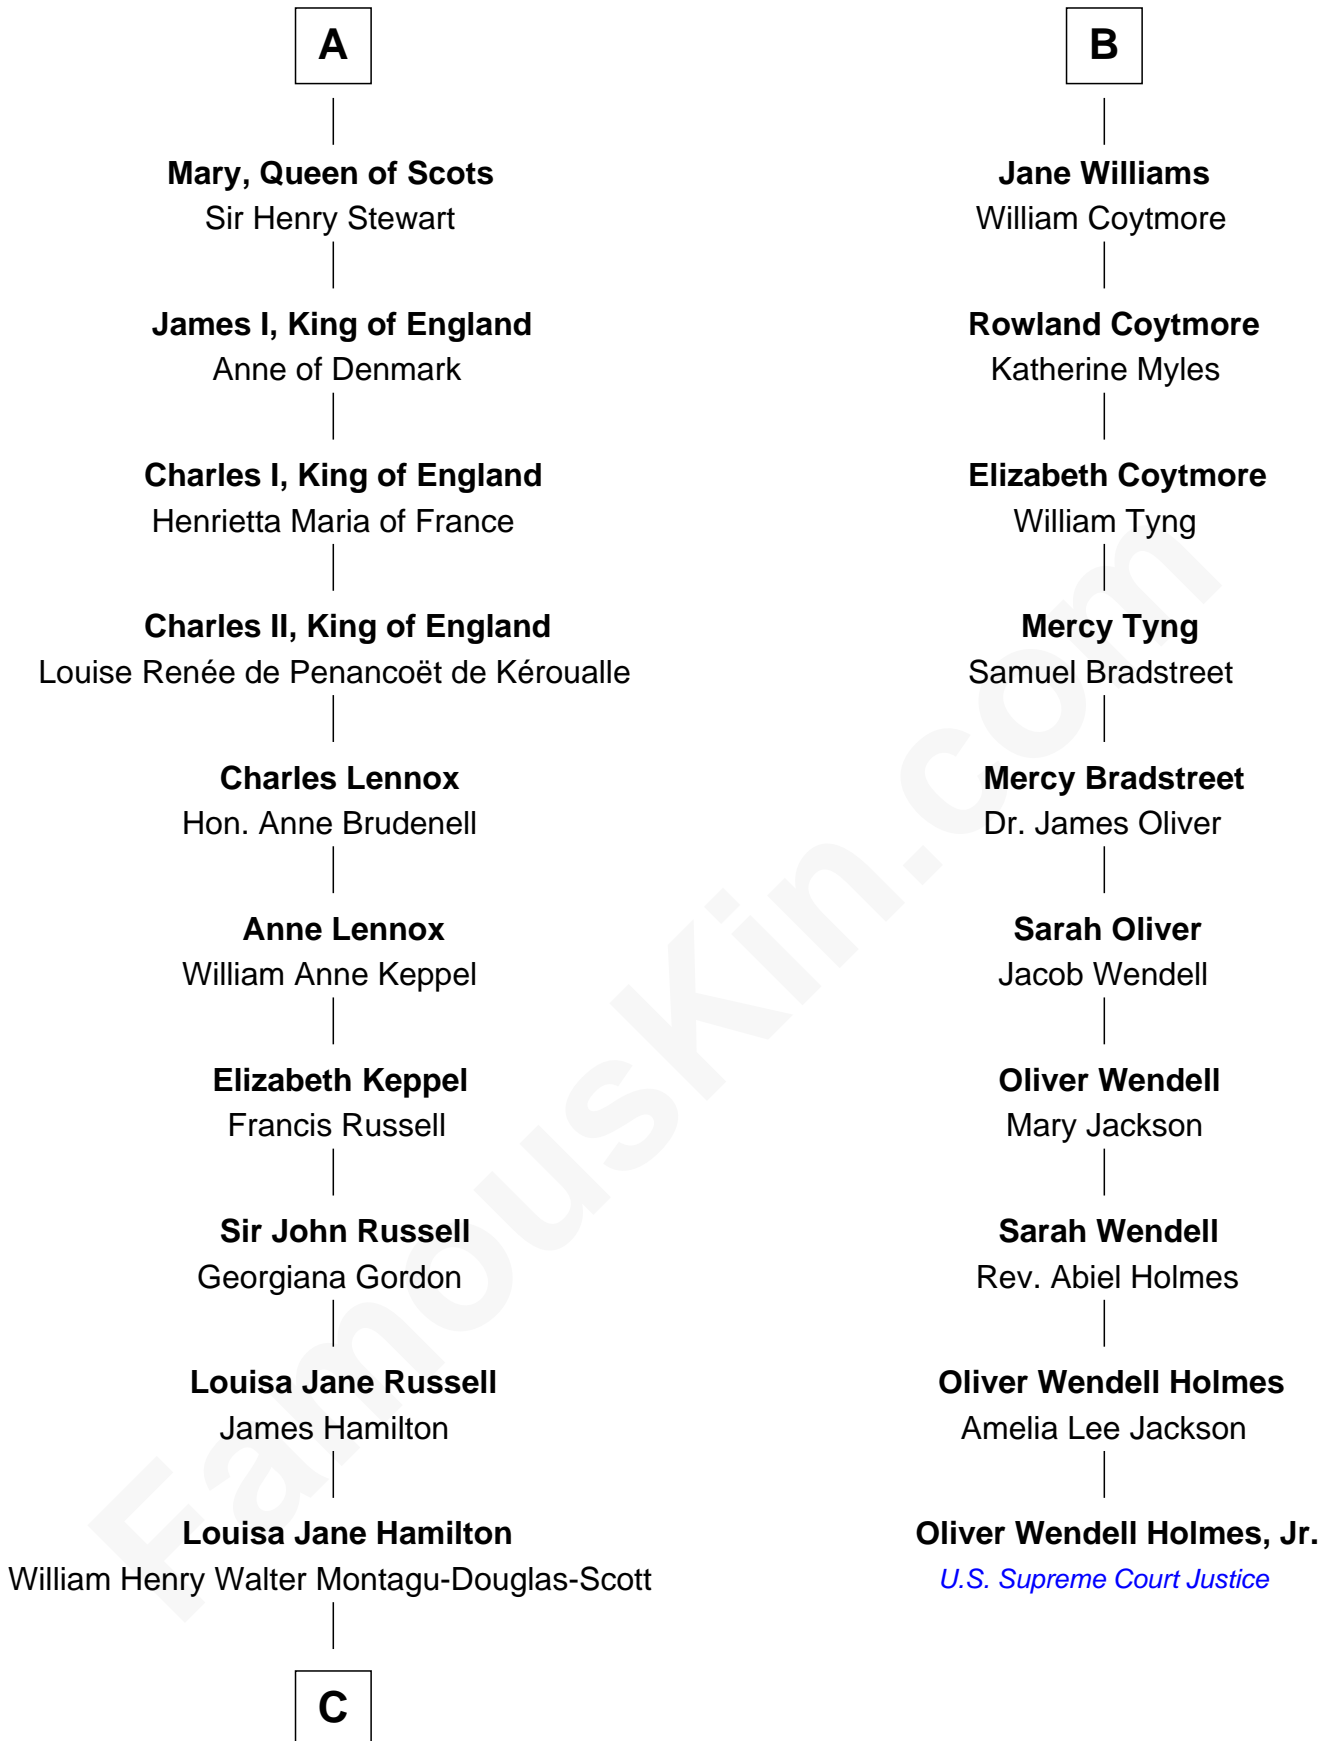 A
Mary, Queen of Scots
Sir Henry Stewart
James I, King of England
Anne of Denmark
Charles I, King of England
Henrietta Maria of France
Charles II, King of England
Louise Renée de Penancoët de Kéroualle
Charles Lennox
Hon. Anne Brudenell
Anne Lennox
William Anne Keppel
Elizabeth Keppel
Francis Russell
Sir John Russell
Georgiana Gordon
Louisa Jane Russell
James Hamilton
Louisa Jane Hamilton
William Henry Walter Montagu-Douglas-Scott
C
B
Jane Williams
William Coytmore
Rowland Coytmore
Katherine Myles
Elizabeth Coytmore
William Tyng
Mercy Tyng
Samuel Bradstreet
Mercy Bradstreet
Dr. James Oliver
Sarah Oliver
Jacob Wendell
Oliver Wendell
Mary Jackson
Sarah Wendell
Rev. Abiel Holmes
Oliver Wendell Holmes
Amelia Lee Jackson
Oliver Wendell Holmes, Jr.
U.S. Supreme Court Justice
FamousKin.com